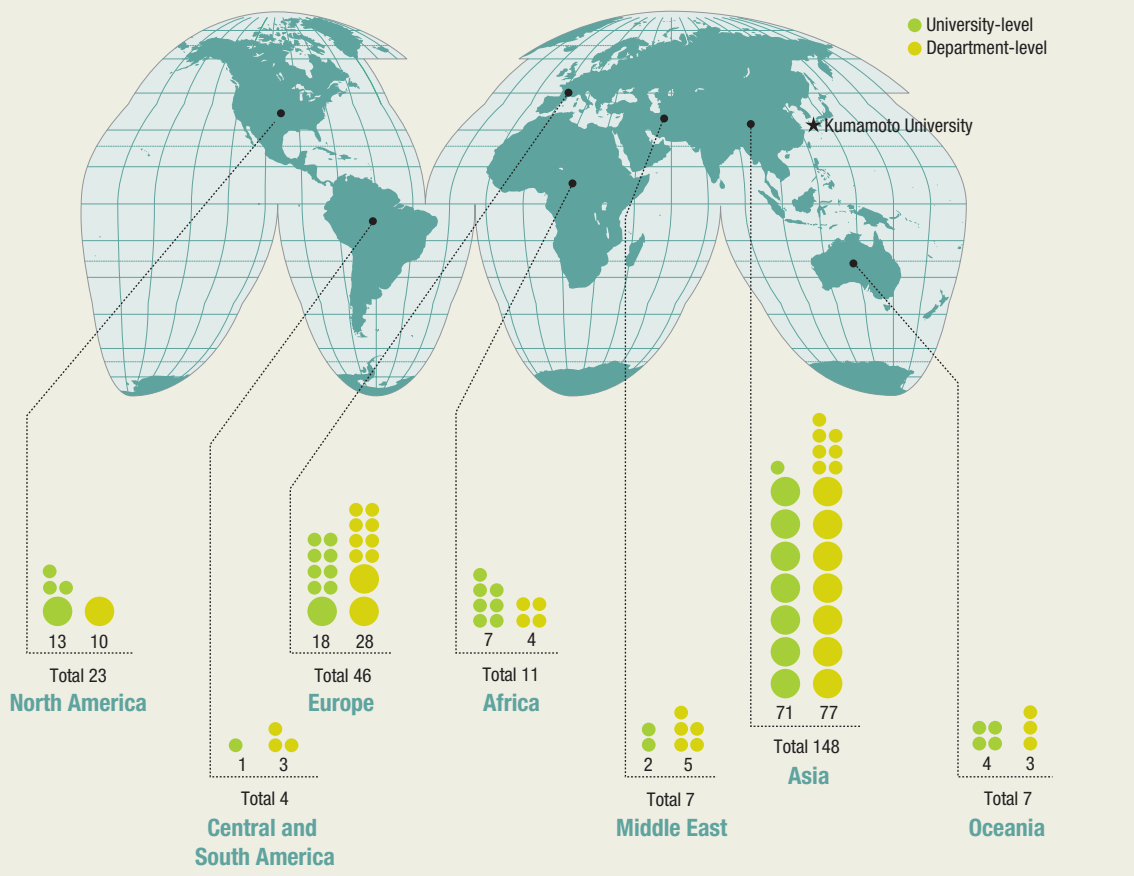 University-level
Department-level
Kumamoto University
13 10
Total 23
North America
1 3
Total 4
Central and
South America
18 28
Total 46
Europe
7 4
Total 11
Africa
2 5
Total 7
Middle East
71 77
Total 148
Asia
4 3
Total 7
Oceania